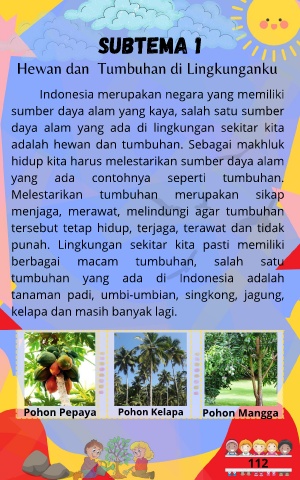 SUBTEMA 1
Hewan dan Tumbuhan di Lingkunganku
Indonesia merupakan negara yang memiliki
sumber daya alam yang kaya, salah satu sumber
daya alam yang ada di lingkungan sekitar kita
adalah hewan dan tumbuhan. Sebagai makhluk
hidup kita harus melestarikan sumber daya alam
yang ada contohnya seperti tumbuhan.
Melestarikan tumbuhan merupakan sikap
menjaga, merawat, melindungi agar tumbuhan
tersebut tetap hidup, terjaga, terawat dan tidak
punah. Lingkungan sekitar kita pasti memiliki
berbagai macam tumbuhan, salah satu
tumbuhan yang ada di Indonesia adalah
tanaman padi, umbi-umbian, singkong, jagung,
kelapa dan masih banyak lagi.
Pohon Pepaya
Pohon Kelapa
Pohon Mangga
112